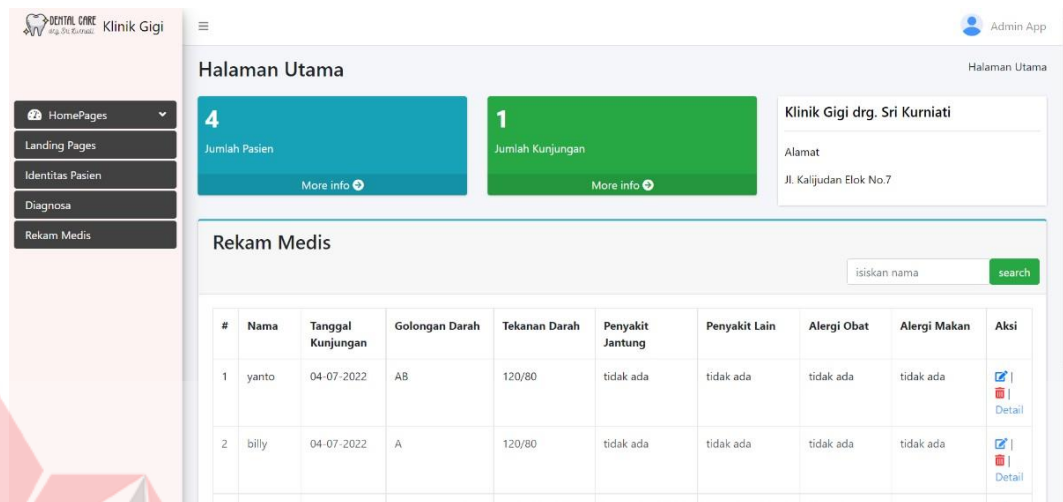 DENTAL CARE
drg. Sri Kurniati
Klinik Gigi
Admin App
Halaman Utama
Halaman Utama
HomePages
Landing Pages
Identitas Pasien
Diagnosa
Rekam Medis
4
Jumlah Pasien
More info
1
Jumlah Kunjungan
More info
Klinik Gigi drg. Sri Kurniati
Alamat
Jl. Kalijudan Elok No.7
Rekam Medis
isiskan nama search
# Nama Tanggal Kunjungan Golongan Darah Tekanan Darah Penyakit Jantung Penyakit Lain Alergi Obat Alergi Makan Aksi
1 yanto 04-07-2022 AB 120/80 tidak ada tidak ada tidak ada tidak ada | | Detail
2 billy 04-07-2022 A 120/80 tidak ada tidak ada tidak ada tidak ada | | Detail